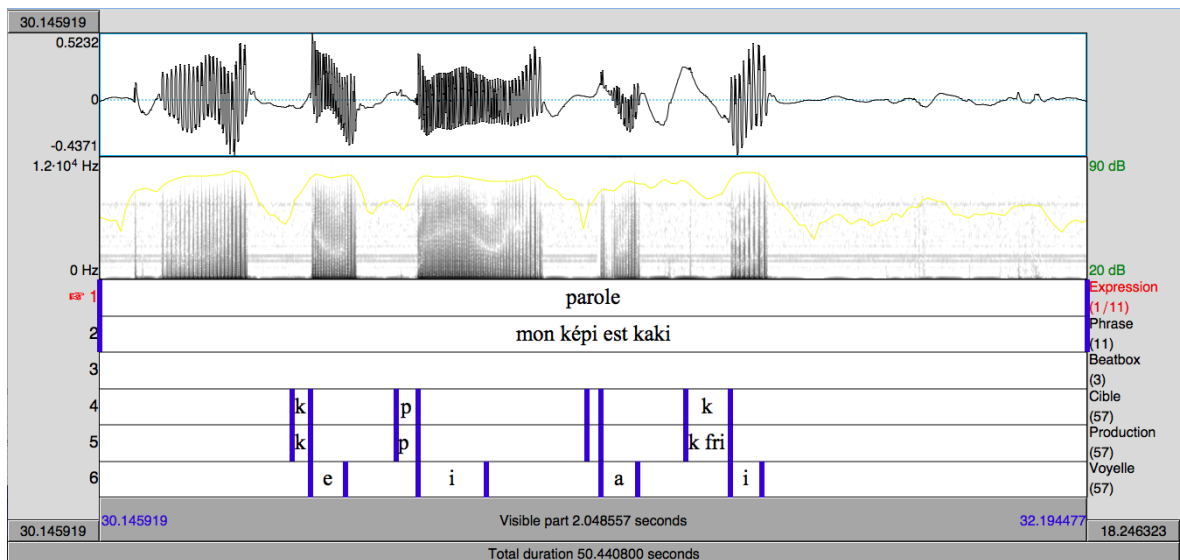 30.145919
0.5232
0
-0.4371
1.2·10⁴ Hz
90 dB
0 Hz
20 dB
☞ 1 parole Expression
(1/11)
2 mon képi est kaki Phrase
(11)
3 Beatbox
(3)
4 k p k Cible
(57)
5 k p k fri Production
(57)
6 e i a i Voyelle
(57)
30.145919 Visible part 2.048557 seconds 32.194477
30.145919 18.246323
Total duration 50.440800 seconds